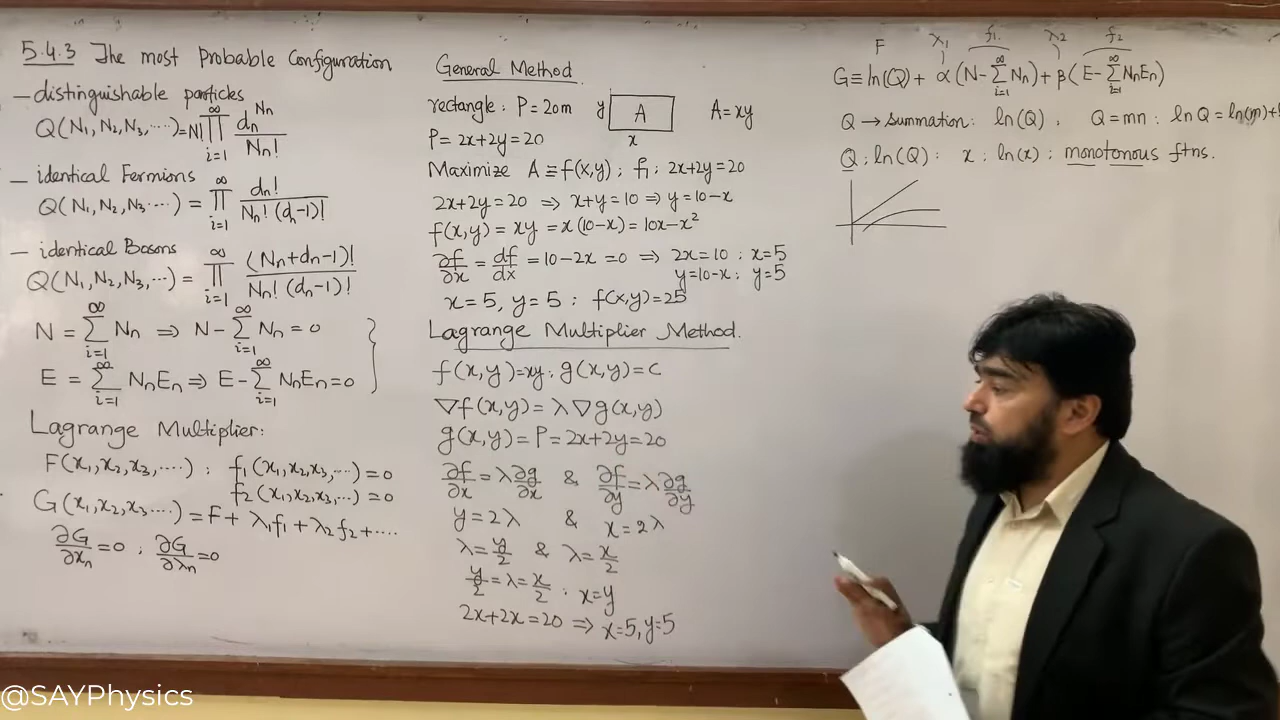 5.4.3 The most Probable Configuration
— distinguishable particles
Q(N₁,N₂,N₃,....)=N!∏_{i=1}^{∞} dₙ^{Nₙ}/Nₙ!
— identical Fermions
Q(N₁,N₂,N₃....) = ∏_{i=1}^{∞} dₙ!/Nₙ!(dₙ-1)!
— identical Bosons
Q(N₁,N₂,N₃,...) = ∏_{i=1}^{∞} (Nₙ+dₙ-1)!/Nₙ!(dₙ-1)!
N = ∑_{i=1}^{∞} Nₙ ⇒ N-∑_{i=1}^{∞} Nₙ = 0
E = ∑_{i=1}^{∞} NₙEₙ ⇒ E-∑_{i=1}^{∞} NₙEₙ=0
Lagrange Multiplier:
F(x₁,x₂,x₃,....) ; f₁(x₁,x₂,x₃,...)=0
f₂(x₁,x₂,x₃,...)=0
G(x₁,x₂,x₃....)=F+λ₁f₁+λ₂f₂+....
∂G/∂xₙ=0 ; ∂G/∂λₙ=0
General Method
rectangle: P=20m y A x A=xy
P=2x+2y=20
Maximize A≡f(x,y) ; f₁; 2x+2y=20
2x+2y=20 ⇒ x+y=10 ⇒ y=10-x
f(x,y) = xy = x(10-x) = 10x-x²
∂f/∂x = df/dx = 10-2x =0 ⇒ 2x=10 ; x=5
y=10-x ; y=5
x=5, y=5 ; f(x,y)=25
Lagrange Multiplier Method.
f(x,y)=xy ; g(x,y)=c
∇f(x,y)=λ∇g(x,y)
g(x,y)=P=2x+2y=20
∂f/∂x=λ∂g/∂x & ∂f/∂y=λ∂g/∂y
y=2λ & x=2λ
λ=y/2 & λ=x/2
y/2=λ=x/2 ; x=y
2x+2x=20 ⇒ x=5, y=5
F λ₁ f₁ λ₂ f₂
G≡ln(Q)+α(N-∑_{i=1}^{∞}Nₙ)+β(E-∑_{i=1}^{∞}NₙEₙ)
Q → summation: ln(Q), Q=mn : lnQ=ln(m)+
Q ; ln(Q) : x ; ln(x) ; monotonous ftns.
@SAYPhysics